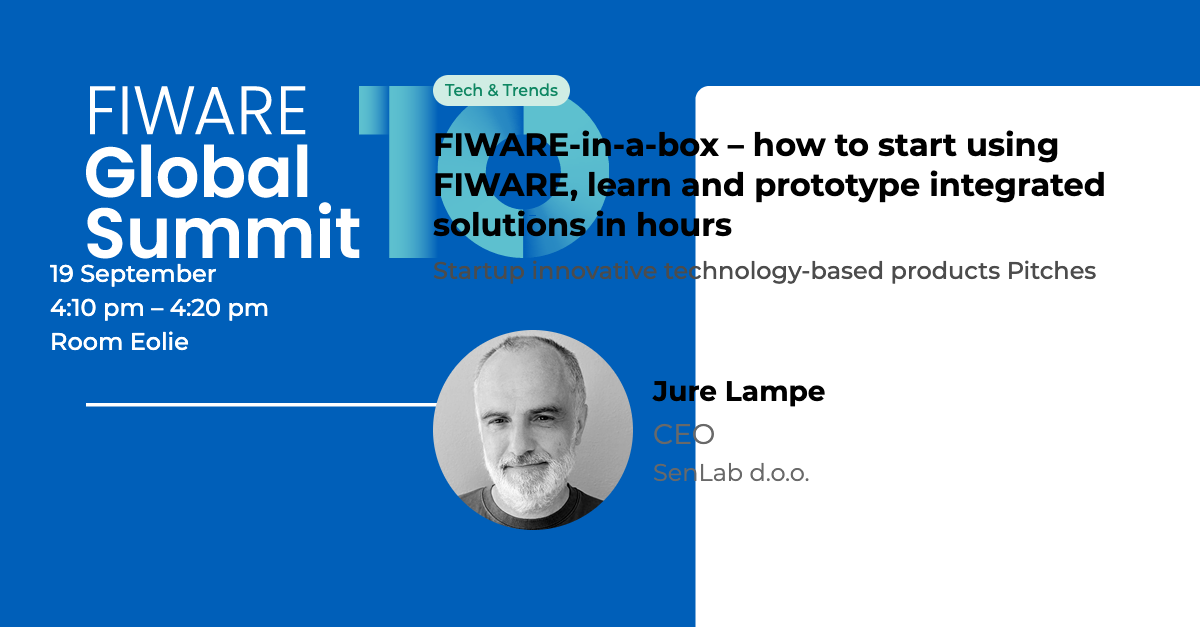 FIWARE
Global
Summit
10
19 September
4:10 pm – 4:20 pm
Room Eolie
Tech & Trends
FIWARE-in-a-box – how to start using
FIWARE, learn and prototype integrated
solutions in hours
Startup innovative technology-based products Pitches
Jure Lampe
CEO
SenLab d.o.o.